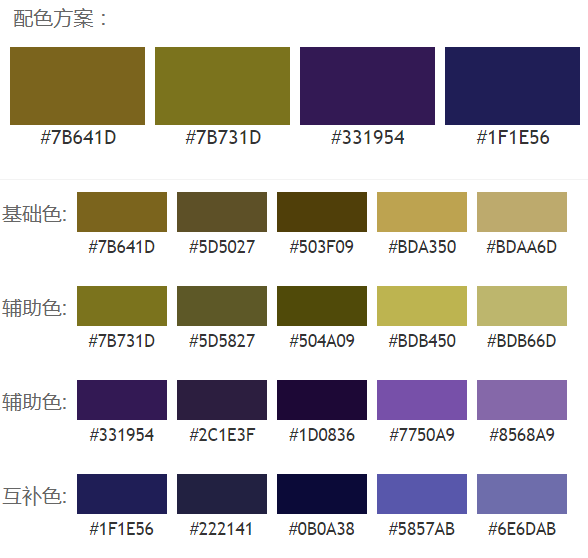 配色方案：
#7B641D #7B731D #331954 #1F1E56
基础色:
#7B641D #5D5027 #503F09 #BDA350 #BDAA6D
辅助色:
#7B731D #5D5827 #504A09 #BDB450 #BDB66D
辅助色:
#331954 #2C1E3F #1D0836 #7750A9 #8568A9
互补色:
#1F1E56 #222141 #0B0A38 #5857AB #6E6DAB